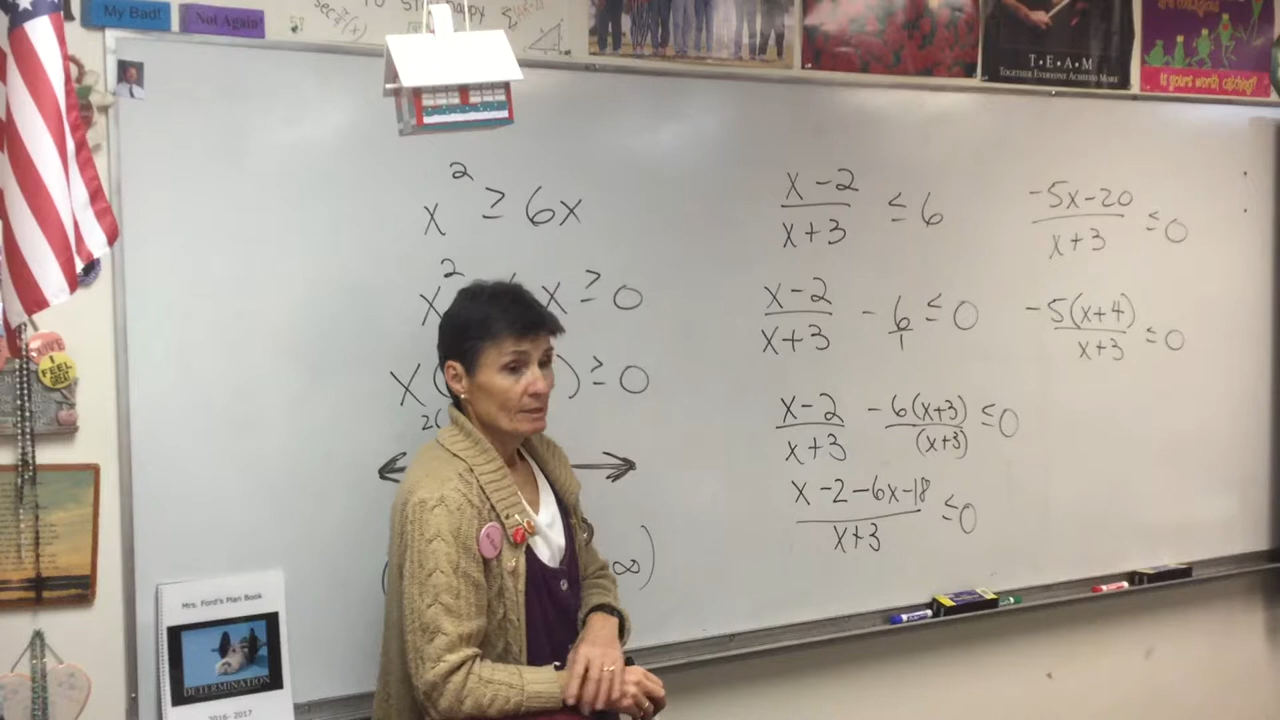 My Bad!
Not Again!
T•E•A•M
TOGETHER EVERYONE ACHIEVES MORE
is yours worth catching?
x² ≥ 6x
x² x ≥ 0
x( ) ≥ 0
2(
∞)
(x-2)/(x+3) ≤ 6
(x-2)/(x+3) - 6/1 ≤ 0
(x-2)/(x+3) -6(x+3)/(x+3) ≤ 0
(x-2-6x-18)/(x+3) ≤ 0
(-5x-20)/(x+3) ≤ 0
-5(x+4)/(x+3) ≤ 0
I FEEL GREAT
Mrs. Ford's Plan Book
DETERMINATION
2016- 2017